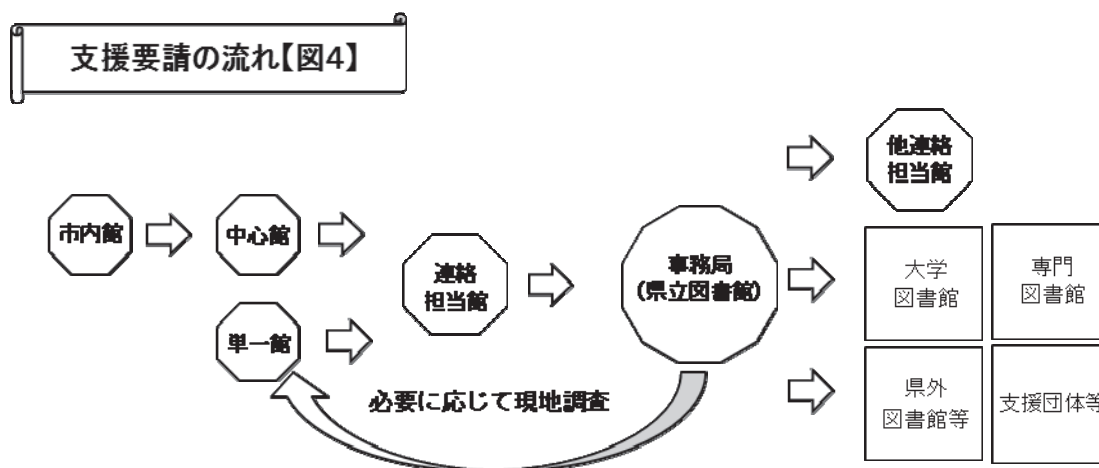 支援要請の流れ【図4】
他連絡
担当館
市内館
中心館
連絡
担当館
事務局
（県立図書館）
大学
図書館
専門
図書館
単一館
必要に応じて現地調査
県外
図書館等
支援団体等